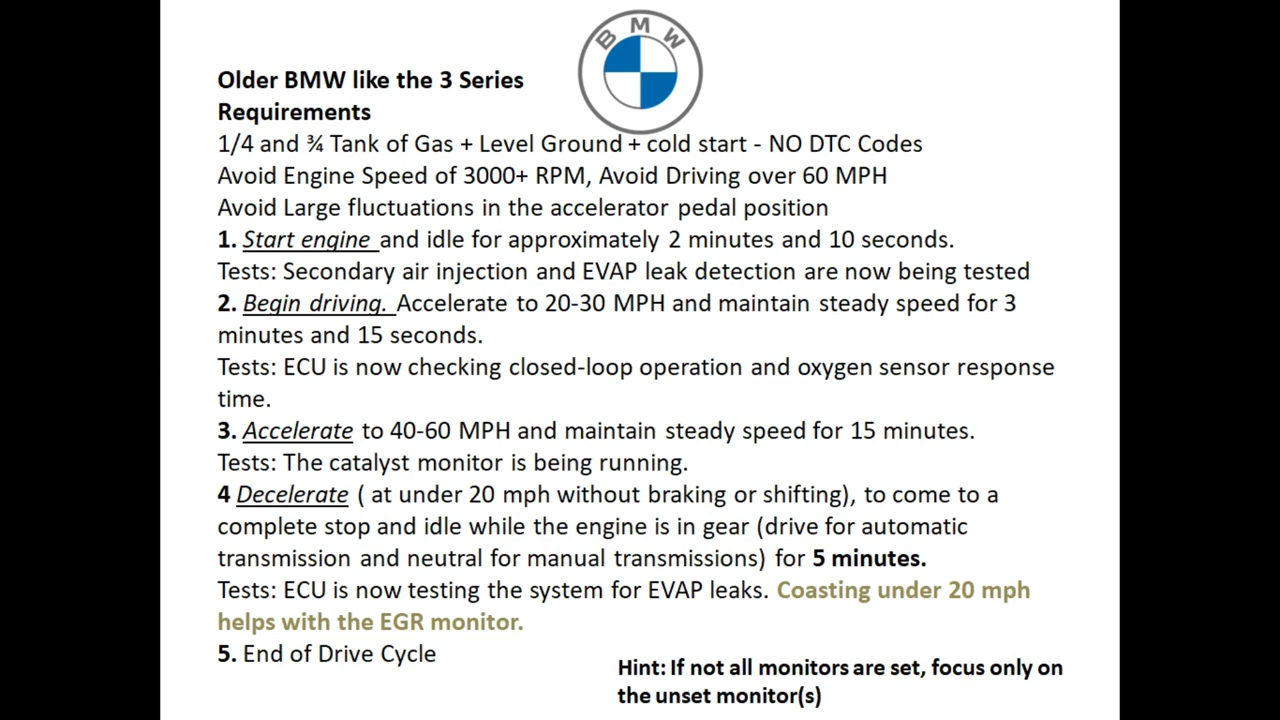 BMW
Older BMW like the 3 Series
Requirements
1/4 and ¾ Tank of Gas + Level Ground + cold start - NO DTC Codes
Avoid Engine Speed of 3000+ RPM, Avoid Driving over 60 MPH
Avoid Large fluctuations in the accelerator pedal position
1. Start engine and idle for approximately 2 minutes and 10 seconds.
Tests: Secondary air injection and EVAP leak detection are now being tested
2. Begin driving. Accelerate to 20-30 MPH and maintain steady speed for 3
minutes and 15 seconds.
Tests: ECU is now checking closed-loop operation and oxygen sensor response
time.
3. Accelerate to 40-60 MPH and maintain steady speed for 15 minutes.
Tests: The catalyst monitor is being running.
4 Decelerate ( at under 20 mph without braking or shifting), to come to a
complete stop and idle while the engine is in gear (drive for automatic
transmission and neutral for manual transmissions) for 5 minutes.
Tests: ECU is now testing the system for EVAP leaks. Coasting under 20 mph
helps with the EGR monitor.
5. End of Drive Cycle
Hint: If not all monitors are set, focus only on
the unset monitor(s)